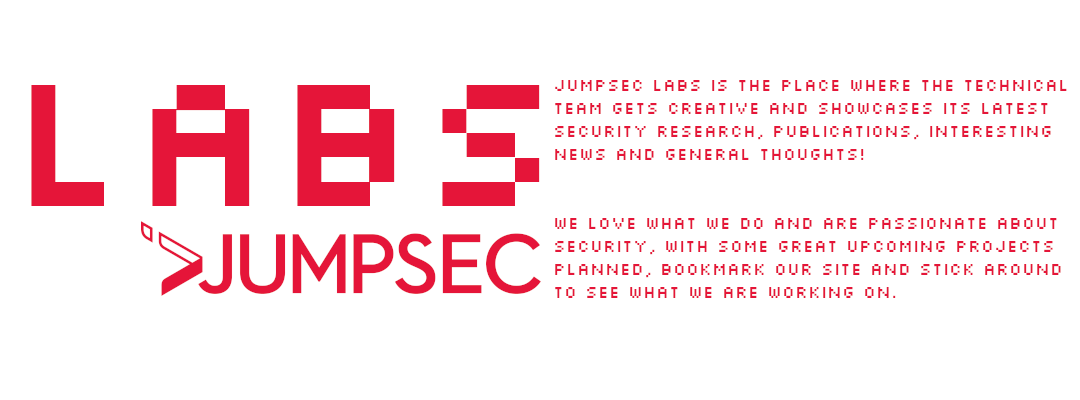 LABS
JUMPSEC
JUMPSEC LABS IS THE PLACE WHERE THE TECHNICAL
TEAM GETS CREATIVE AND SHOWCASES ITS LATEST
SECURITY RESEARCH, PUBLICATIONS, INTERESTING
NEWS AND GENERAL THOUGHTS!
WE LOVE WHAT WE DO AND ARE PASSIONATE ABOUT
SECURITY, WITH SOME GREAT UPCOMING PROJECTS
PLANNED, BOOKMARK OUR SITE AND STICK AROUND
TO SEE WHAT WE ARE WORKING ON.